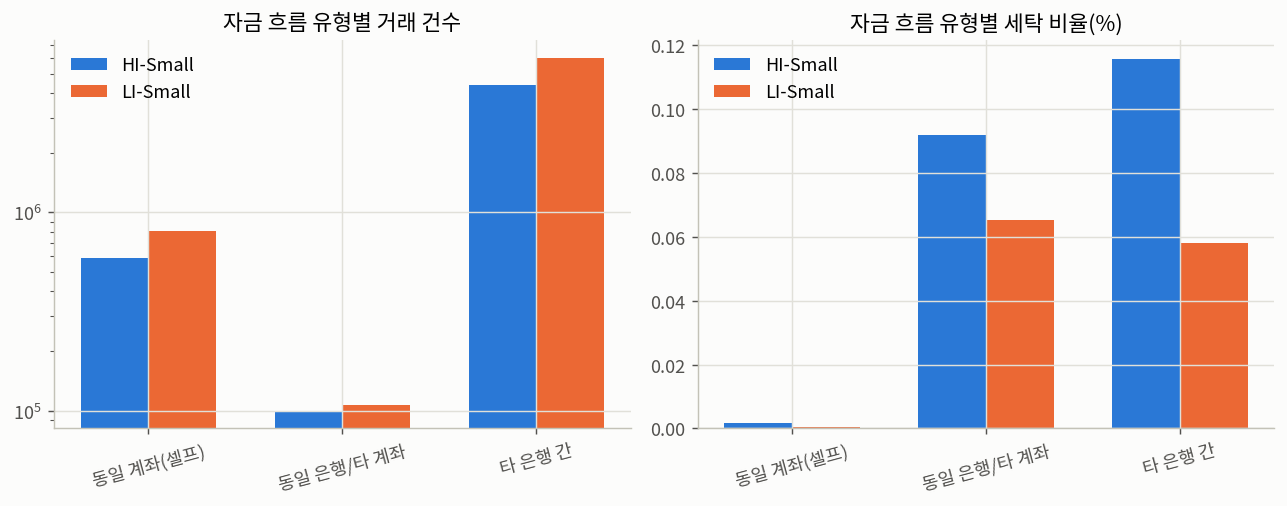 자금 흐름 유형별 거래 건수
HI-Small
LI-Small
10⁶
10⁵
동일 계좌(셀프)
동일 은행/타 계좌
타 은행 간
자금 흐름 유형별 세탁 비율(%)
HI-Small
LI-Small
0.12
0.10
0.08
0.06
0.04
0.02
0.00
동일 계좌(셀프)
동일 은행/타 계좌
타 은행 간